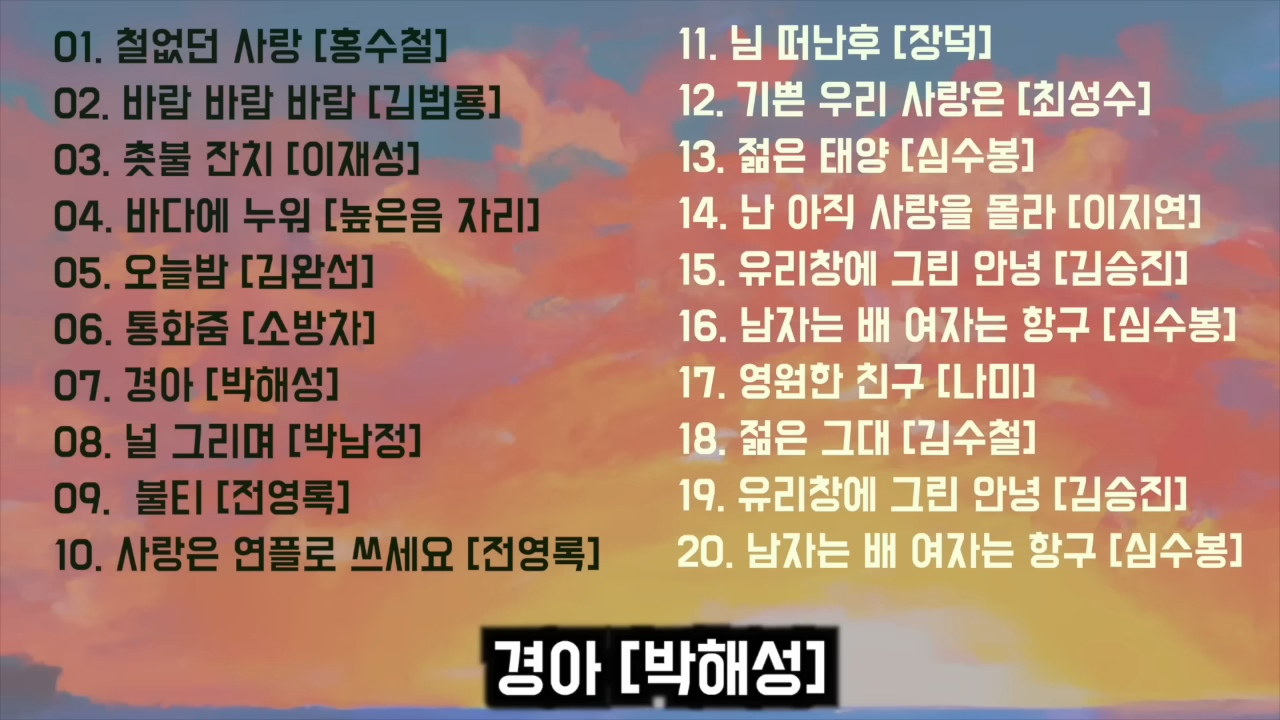 01. 철없던 사랑 [홍수철]
02. 바람 바람 바람 [김범룡]
03. 촛불 잔치 [이재성]
04. 바다에 누워 [높은음 자리]
05. 오늘밤 [김완선]
06. 통화중 [소방차]
07. 경아 [박해성]
08. 널 그리며 [박남정]
09. 불티 [전영록]
10. 사랑은 연플로 쓰세요 [전영록]
11. 님 떠난후 [장덕]
12. 기쁜 우리 사랑은 [최성수]
13. 젊은 태양 [심수봉]
14. 난 아직 사랑을 몰라 [이지연]
15. 유리창에 그린 안녕 [김승진]
16. 남자는 배 여자는 항구 [심수봉]
17. 영원한 친구 [나미]
18. 젊은 그대 [김수철]
19. 유리창에 그린 안녕 [김승진]
20. 남자는 배 여자는 항구 [심수봉]
경아 [박해성]